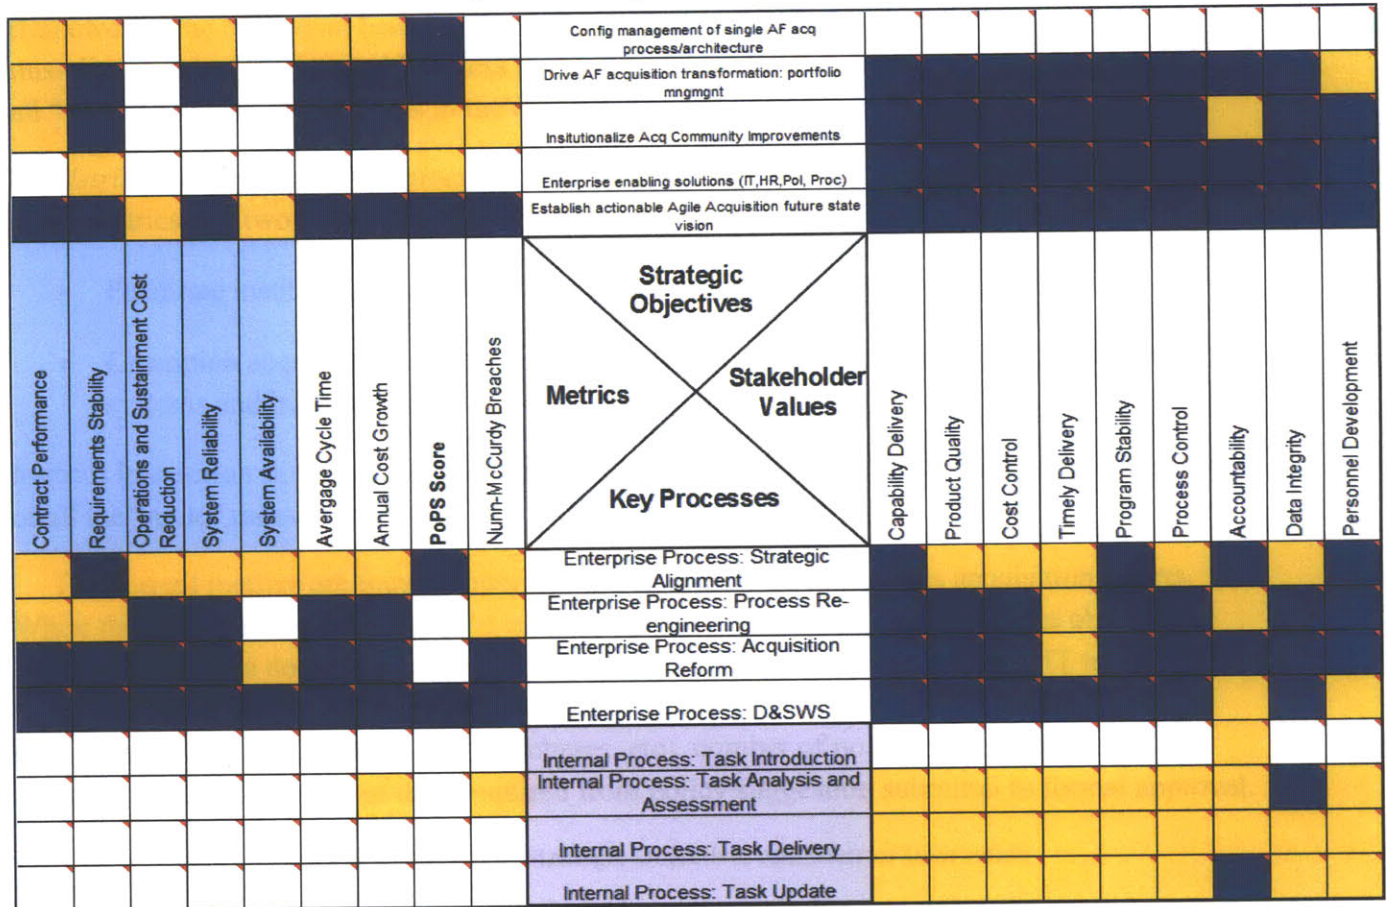 Config management of single AF acq
process/architecture
Drive AF acquisition transformation: portfolio
mngmgnt
Insitutionalize Acq Community Improvements
Enterprise enabling solutions (IT,HR,Pol, Proc)
Establish actionable Agile Acquisition future state
vision
Contract Performance
Requirements Stability
Operations and Sustainment Cost
Reduction
System Reliability
System Availability
Avergage Cycle Time
Annual Cost Growth
PoPS Score
Nunn-McCurdy Breaches
Strategic
Objectives
Metrics
Stakeholder
Values
Key Processes
Capability Delivery
Product Quality
Cost Control
Timely Delivery
Program Stability
Process Control
Accountability
Data Integrity
Personnel Development
Enterprise Process: Strategic
Alignment
Enterprise Process: Process Re-
engineering
Enterprise Process: Acquisition
Reform
Enterprise Process: D&SWS
Internal Process: Task Introduction
Internal Process: Task Analysis and
Assessment
Internal Process: Task Delivery
Internal Process: Task Update